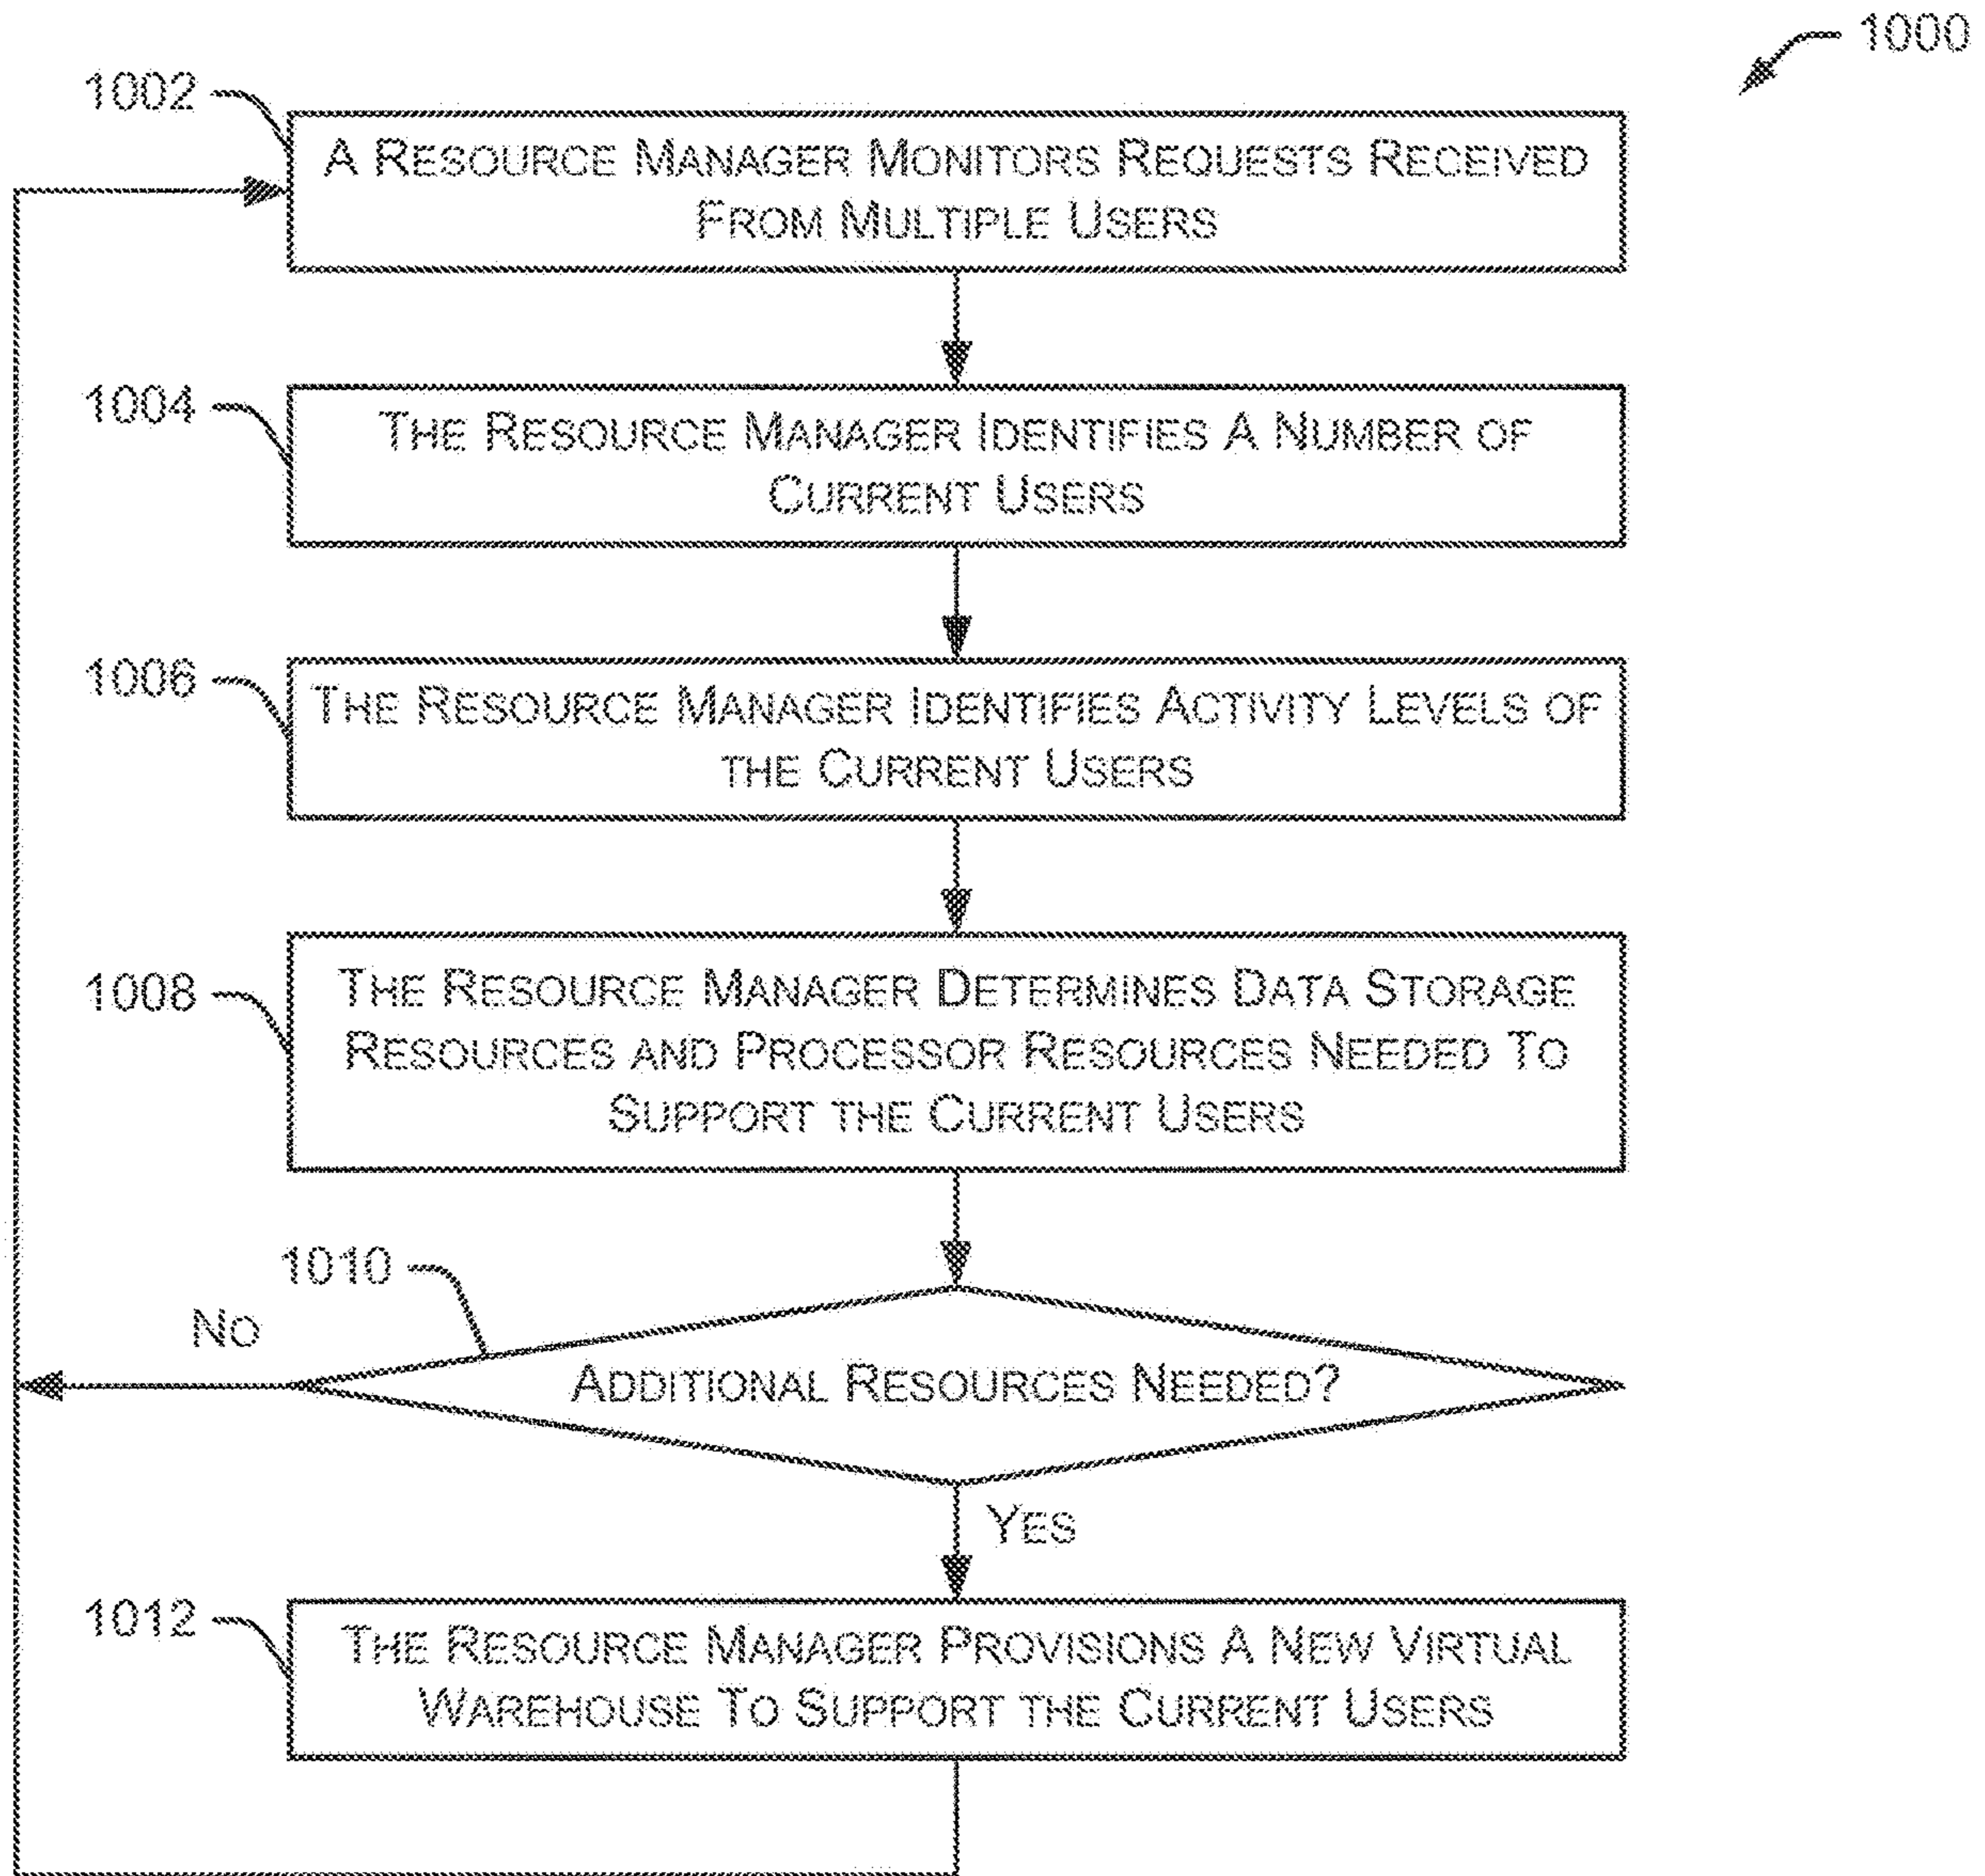 1000
1002
A RESOURCE MANAGER MONITORS REQUESTS RECEIVED
FROM MULTIPLE USERS
1004
THE RESOURCE MANAGER IDENTIFIES A NUMBER OF
CURRENT USERS
1006
THE RESOURCE MANAGER IDENTIFIES ACTIVITY LEVELS OF
THE CURRENT USERS
1008
THE RESOURCE MANAGER DETERMINES DATA STORAGE
RESOURCES AND PROCESSOR RESOURCES NEEDED TO
SUPPORT THE CURRENT USERS
1010
NO
ADDITIONAL RESOURCES NEEDED?
YES
1012
THE RESOURCE MANAGER PROVISIONS A NEW VIRTUAL
WAREHOUSE TO SUPPORT THE CURRENT USERS